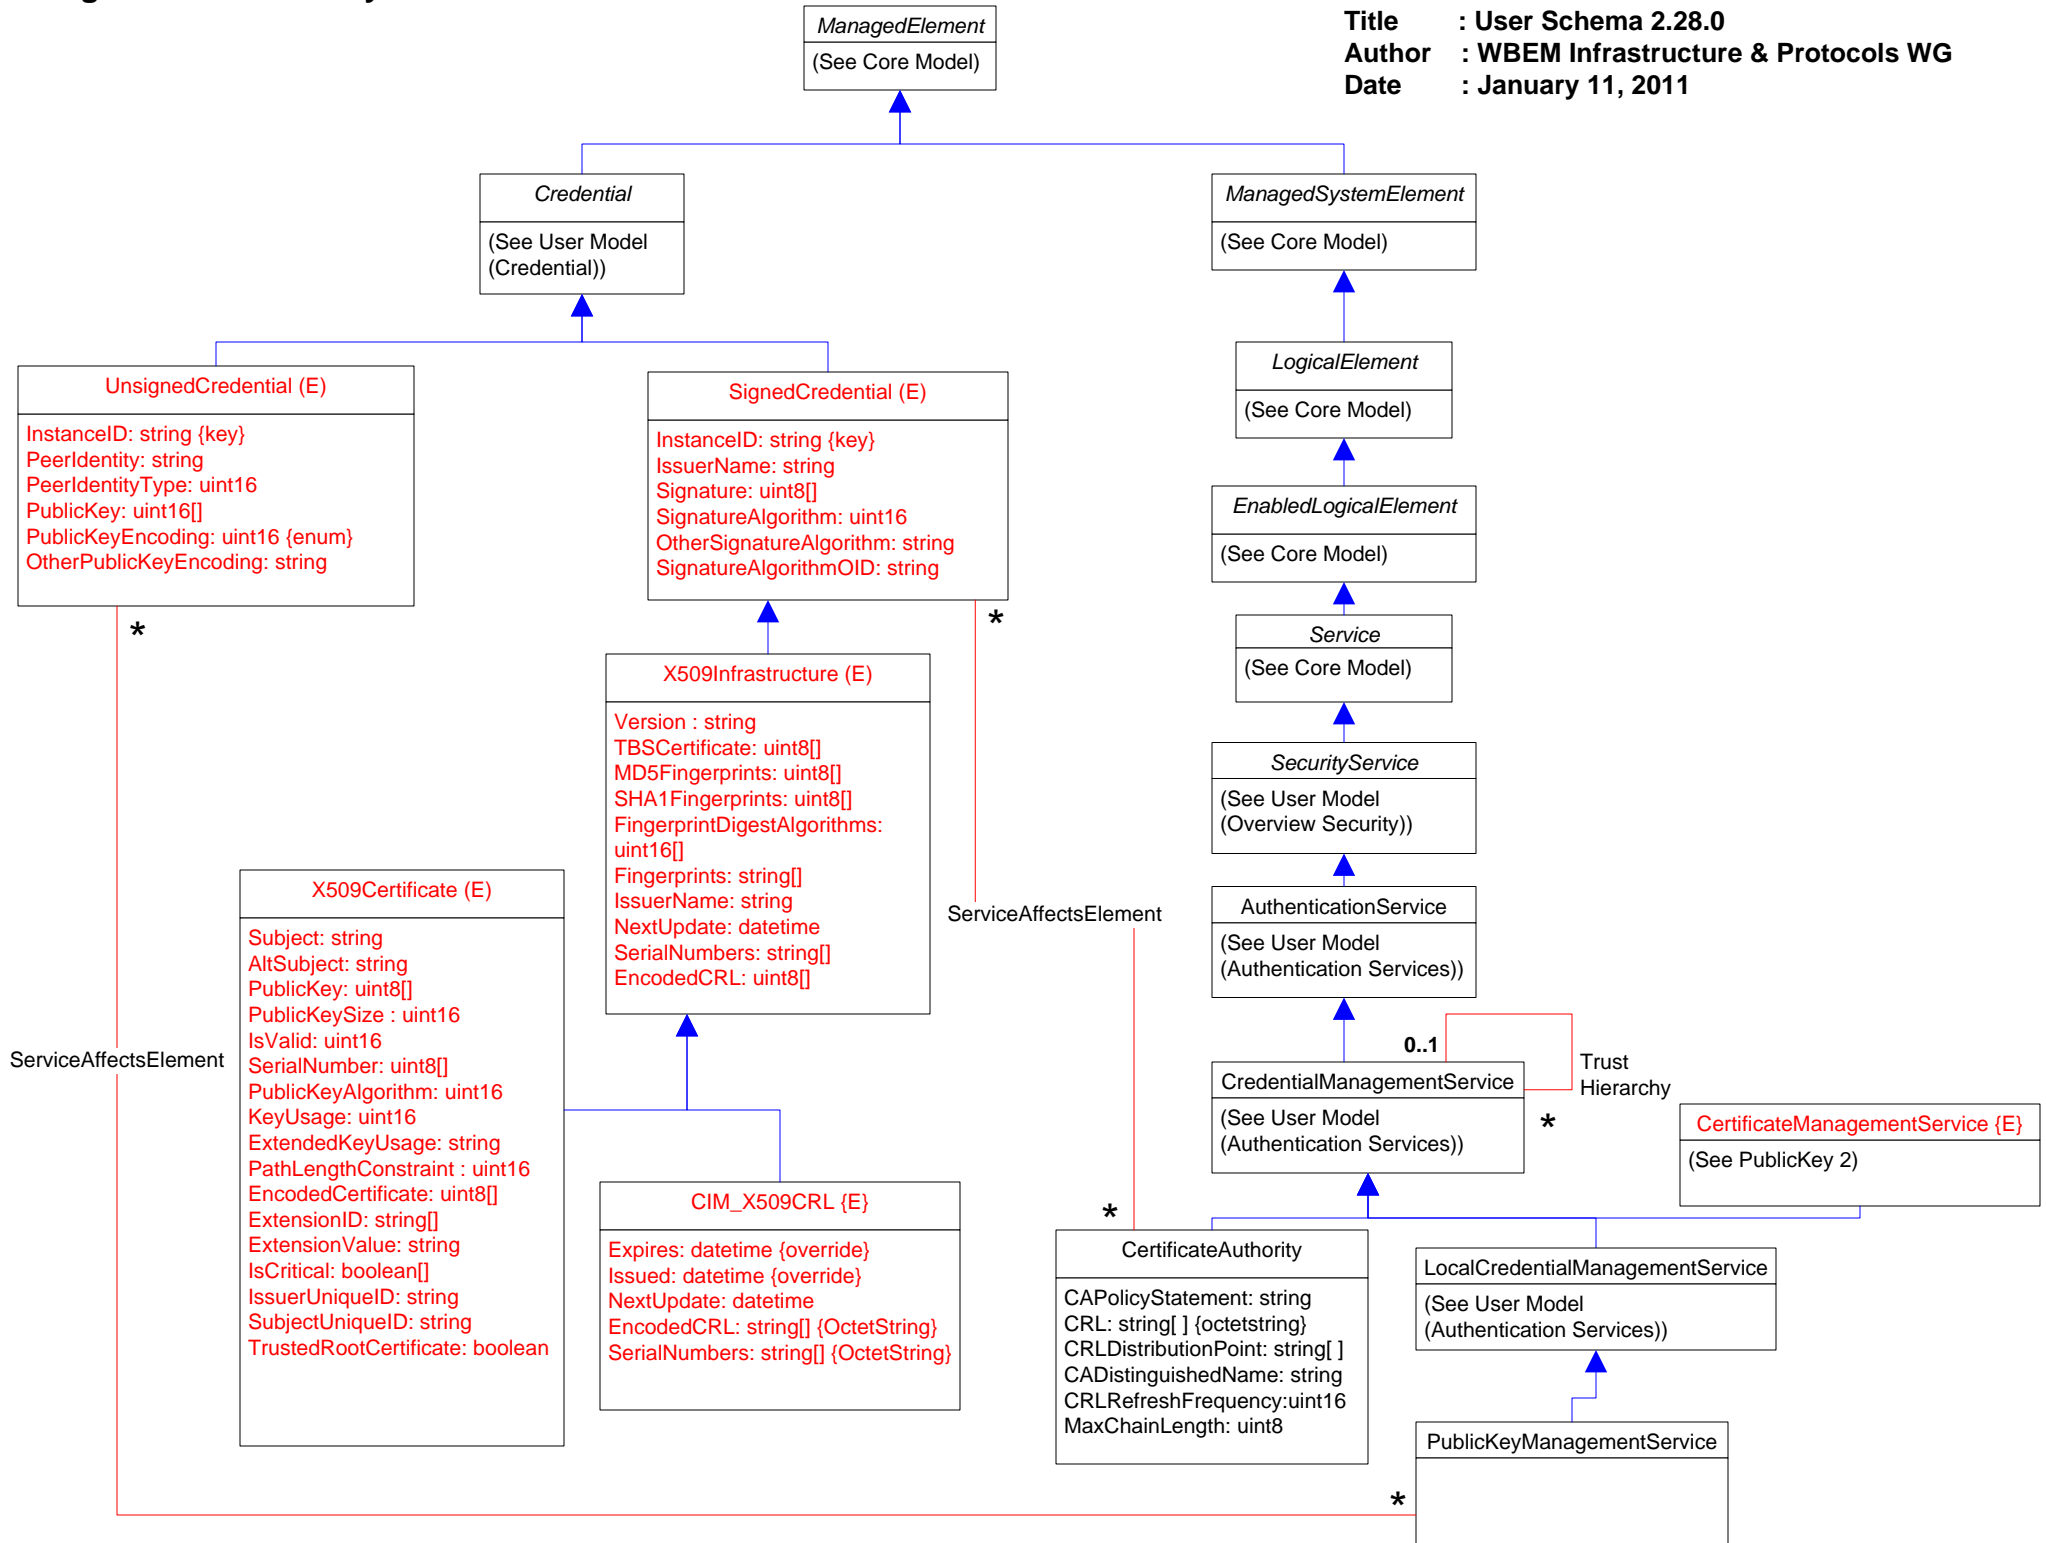 Title : User Schema 2.28.0
Author : WBEM Infrastructure & Protocols WG
Date : January 11, 2011
ManagedElement
(See Core Model)
Credential
(See User Model
(Credential))
ManagedSystemElement
(See Core Model)
LogicalElement
(See Core Model)
EnabledLogicalElement
(See Core Model)
Service
(See Core Model)
SecurityService
(See User Model
(Overview Security))
AuthenticationService
(See User Model
(Authentication Services))
UnsignedCredential (E)
InstanceID: string {key}
PeerIdentity: string
PeerIdentityType: uint16
PublicKey: uint16[]
PublicKeyEncoding: uint16 {enum}
OtherPublicKeyEncoding: string
*
SignedCredential (E)
InstanceID: string {key}
IssuerName: string
Signature: uint8[]
SignatureAlgorithm: uint16
OtherSignatureAlgorithm: string
SignatureAlgorithmOID: string
*
X509Infrastructure (E)
Version : string
TBSCertificate: uint8[]
MD5Fingerprints: uint8[]
SHA1Fingerprints: uint8[]
FingerprintDigestAlgorithms:
uint16[]
Fingerprints: string[]
IssuerName: string
NextUpdate: datetime
SerialNumbers: string[]
EncodedCRL: uint8[]
ServiceAffectsElement
X509Certificate (E)
Subject: string
AltSubject: string
PublicKey: uint8[]
PublicKeySize : uint16
IsValid: uint16
SerialNumber: uint8[]
PublicKeyAlgorithm: uint16
KeyUsage: uint16
ExtendedKeyUsage: string
PathLengthConstraint : uint16
EncodedCertificate: uint8[]
ExtensionID: string[]
ExtensionValue: string
IsCritical: boolean[]
IssuerUniqueID: string
SubjectUniqueID: string
TrustedRootCertificate: boolean
ServiceAffectsElement
CIM_X509CRL {E}
Expires: datetime {override}
Issued: datetime {override}
NextUpdate: datetime
EncodedCRL: string[] {OctetString}
SerialNumbers: string[] {OctetString}
0..1
Trust
Hierarchy
CredentialManagementService
(See User Model
(Authentication Services))
*
CertificateManagementService {E}
(See PublicKey 2)
*
CertificateAuthority
CAPolicyStatement: string
CRL: string[ ] {octetstring}
CRLDistributionPoint: string[ ]
CADistinguishedName: string
CRLRefreshFrequency:uint16
MaxChainLength: uint8
LocalCredentialManagementService
(See User Model
(Authentication Services))
PublicKeyManagementService
*